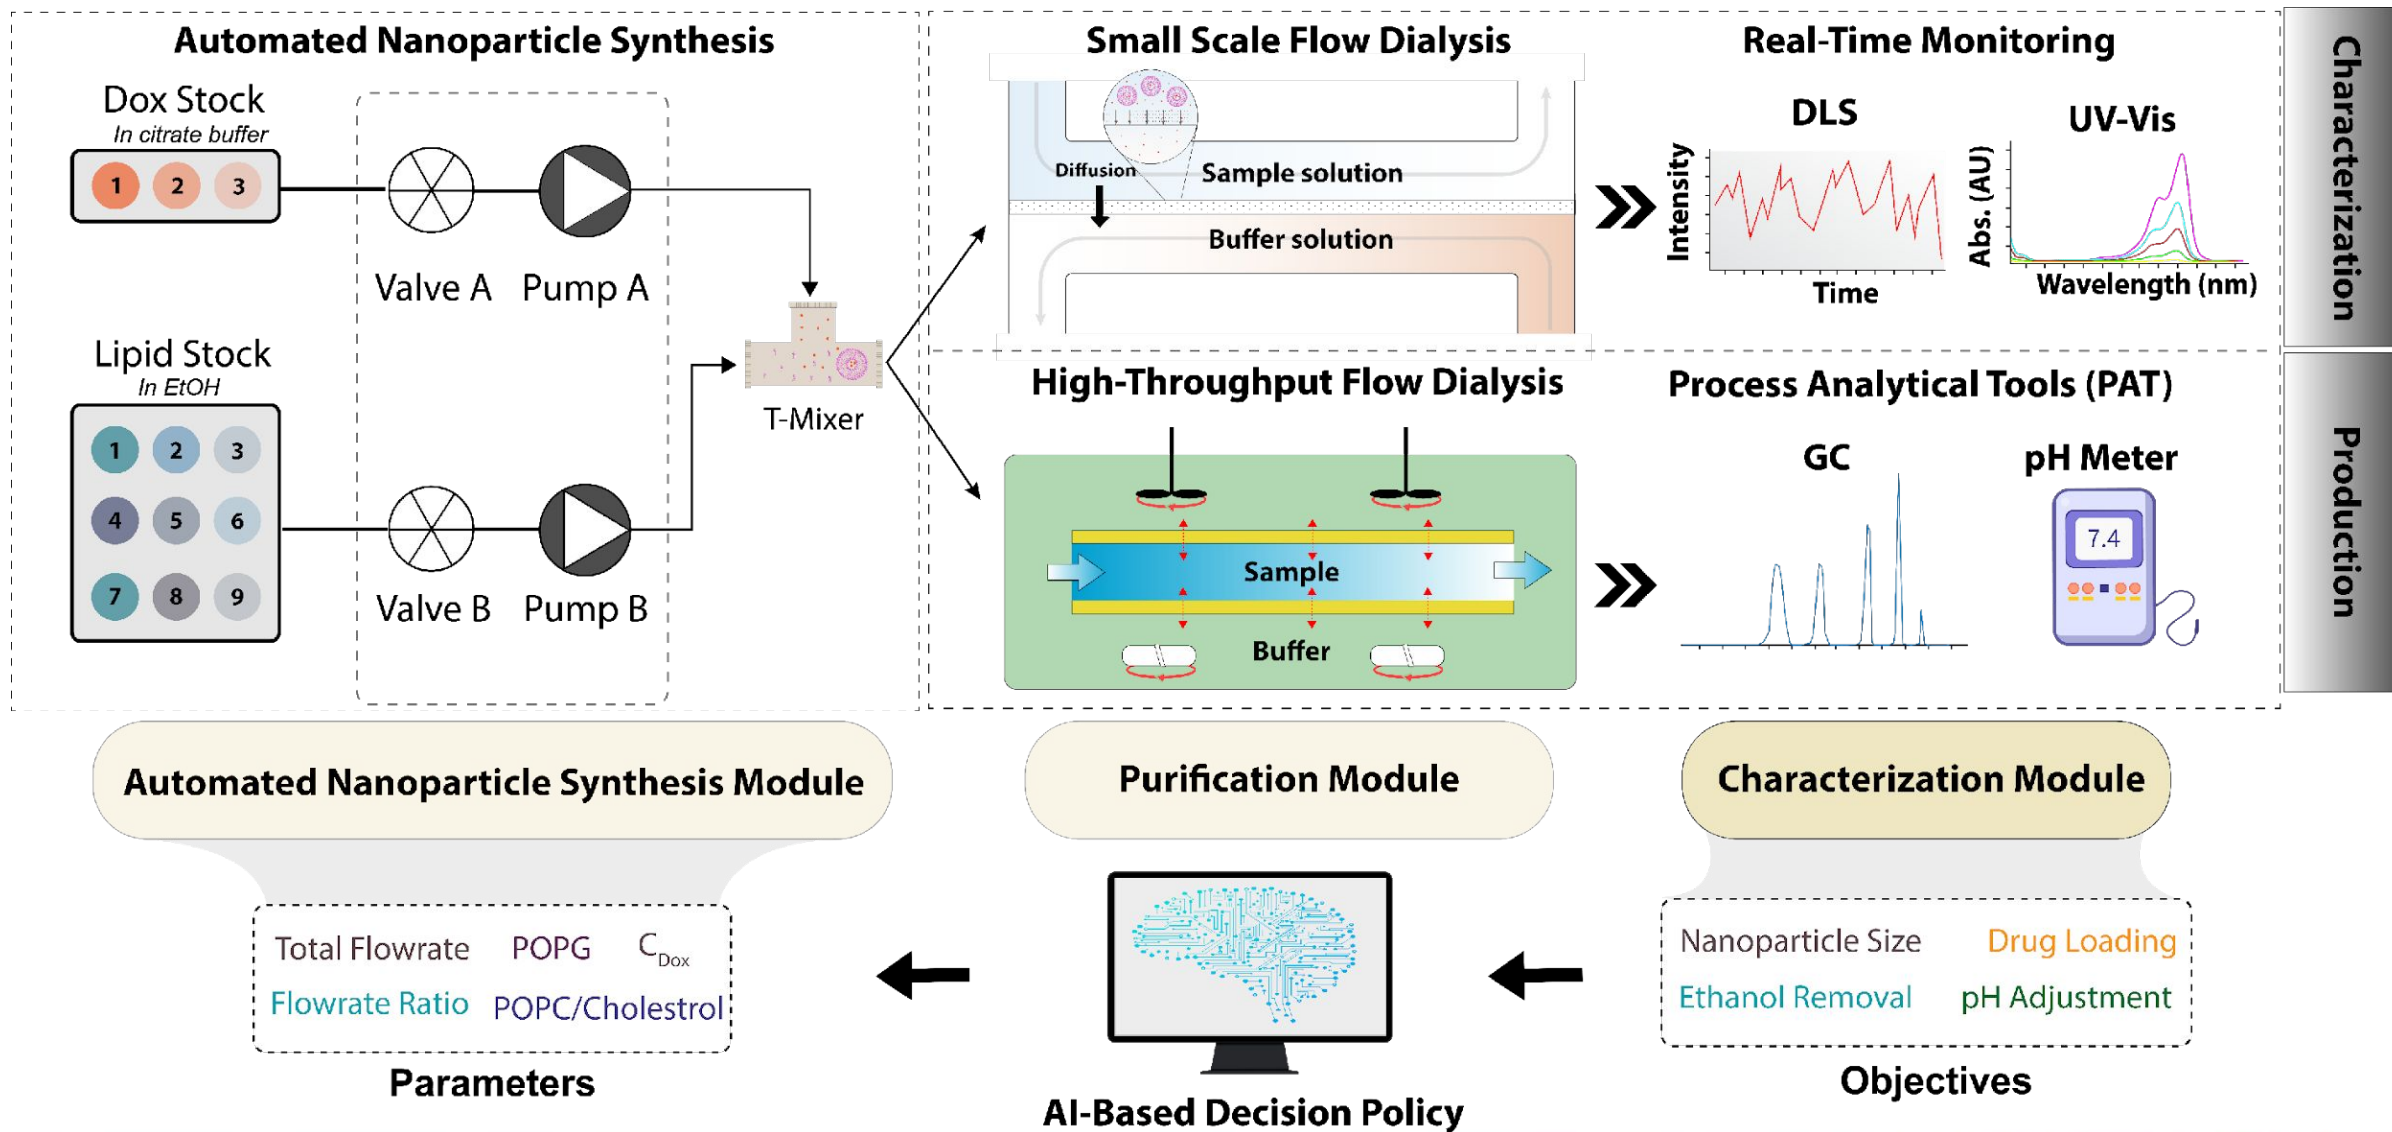 Automated Nanoparticle Synthesis
Dox Stock
In citrate buffer
1 2 3
Valve A
Pump A
Lipid Stock
In EtOH
1 2 3
4 5 6
7 8 9
Valve B
Pump B
T-Mixer
Small Scale Flow Dialysis
Diffusion
Sample solution
Buffer solution
Real-Time Monitoring
DLS
Intensity
Time
UV-Vis
Abs. (AU)
Wavelength (nm)
Characterization
High-Throughput Flow Dialysis
Sample
Buffer
Process Analytical Tools (PAT)
GC
pH Meter
7.4
Production
Automated Nanoparticle Synthesis Module
Purification Module
Characterization Module
Total Flowrate POPG C_Dox
Flowrate Ratio POPC/Cholestrol
Parameters
AI-Based Decision Policy
Nanoparticle Size Drug Loading
Ethanol Removal pH Adjustment
Objectives